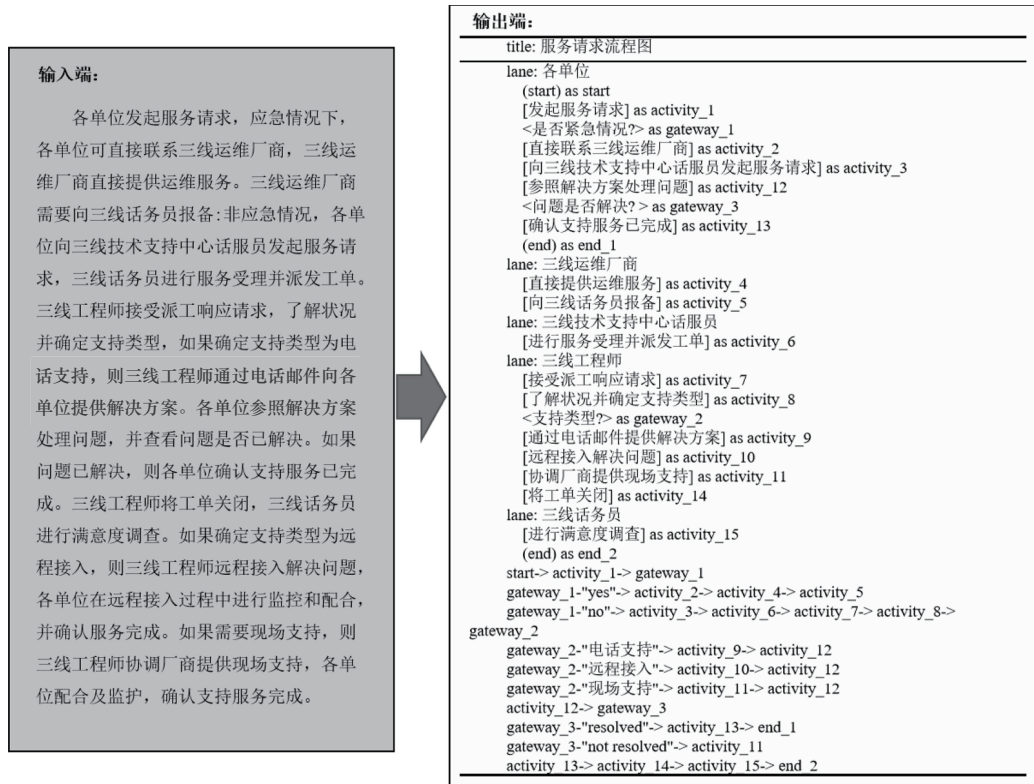 输入端:
各单位发起服务请求，应急情况下，
各单位可直接联系三线运维厂商，三线运
维厂商直接提供运维服务。三线运维厂商
需要向三线话务员报备:非应急情况，各单
位向三线技术支持中心话服员发起服务请
求，三线话务员进行服务受理并派发工单。
三线工程师接受派工响应请求，了解状况
并确定支持类型，如果确定支持类型为电
话支持，则三线工程师通过电话邮件向各
单位提供解决方案。各单位参照解决方案
处理问题，并查看问题是否已解决。如果
问题已解决，则各单位确认支持服务已完
成。三线工程师将工单关闭，三线话务员
进行满意度调查。如果确定支持类型为远
程接入，则三线工程师远程接入解决问题，
各单位在远程接入过程中进行监控和配合，
并确认服务完成。如果需要现场支持，则
三线工程师协调厂商提供现场支持，各单
位配合及监护，确认支持服务完成。
输出端:
title: 服务请求流程图
lane: 各单位
(start) as start
[发起服务请求] as activity_1
<是否紧急情况?> as gateway_1
[直接联系三线运维厂商] as activity_2
[向三线技术支持中心话服员发起服务请求] as activity_3
[参照解决方案处理问题] as activity_12
<问题是否解决? > as gateway_3
[确认支持服务已完成] as activity_13
(end) as end_1
lane: 三线运维厂商
[直接提供运维服务] as activity_4
[向三线话务员报备] as activity_5
lane: 三线技术支持中心话服员
[进行服务受理并派发工单] as activity_6
lane: 三线工程师
[接受派工响应请求] as activity_7
[了解状况并确定支持类型] as activity_8
<支持类型?> as gateway_2
[通过电话邮件提供解决方案] as activity_9
[远程接入解决问题] as activity_10
[协调厂商提供现场支持] as activity_11
[将工单关闭] as activity_14
lane: 三线话务员
[进行满意度调查] as activity_15
(end) as end_2
start-> activity_1-> gateway_1
gateway_1-"yes"-> activity_2-> activity_4-> activity_5
gateway_1-"no"-> activity_3-> activity_6-> activity_7-> activity_8->
gateway_2
gateway_2-"电话支持"-> activity_9-> activity_12
gateway_2-"远程接入"-> activity_10-> activity_12
gateway_2-"现场支持"-> activity_11-> activity_12
activity_12-> gateway_3
gateway_3-"resolved"-> activity_13-> end_1
gateway_3-"not resolved"-> activity_11
activity_13-> activity_14-> activity_15-> end_2